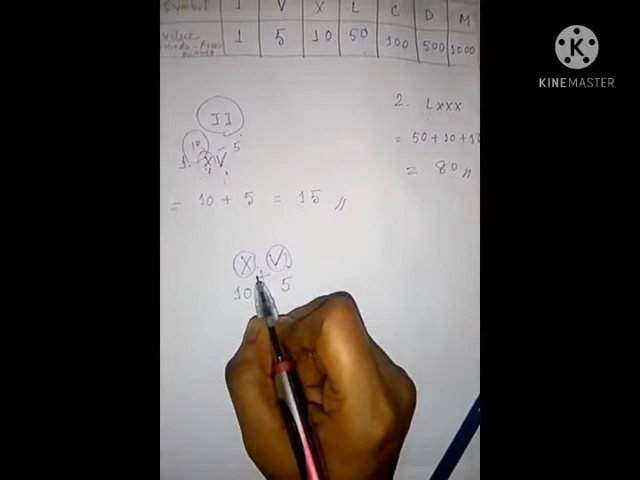 Symbol I V X L C D M
Value 1 5 10 50 100 500 1000
II
10 5
1. XV
= 10 + 5 = 15 //
2. LXXX
= 50 + 10 + 1
= 80 //
X V
10 5
K
KINEMASTER